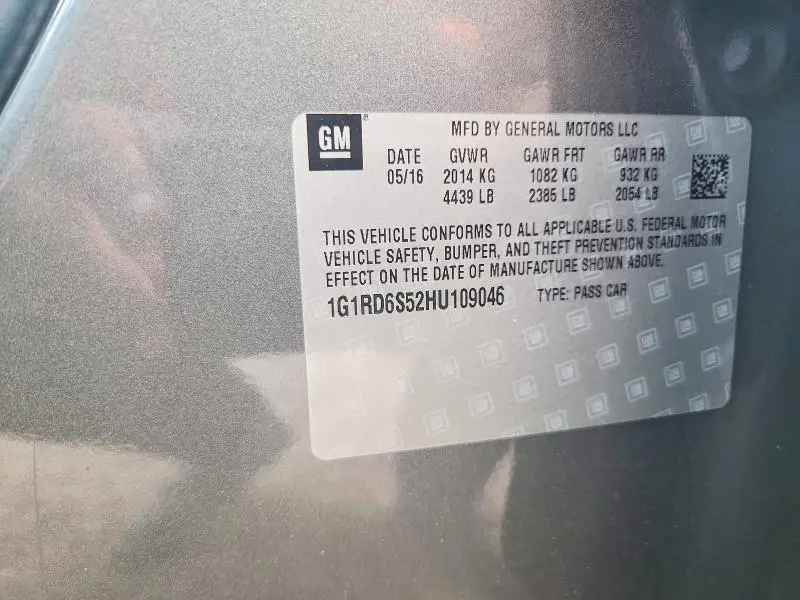 GM
MFD BY GENERAL MOTORS LLC
DATE GVWR GAWR FRT GAWR RR
05/16 2014 KG 1082 KG 932 KG
4439 LB 2385 LB 2054 LB
THIS VEHICLE CONFORMS TO ALL APPLICABLE U.S. FEDERAL MOTOR
VEHICLE SAFETY, BUMPER, AND THEFT PREVENTION STANDARDS IN
EFFECT ON THE DATE OF MANUFACTURE SHOWN ABOVE.
1G1RD6S52HU109046 TYPE: PASS CAR